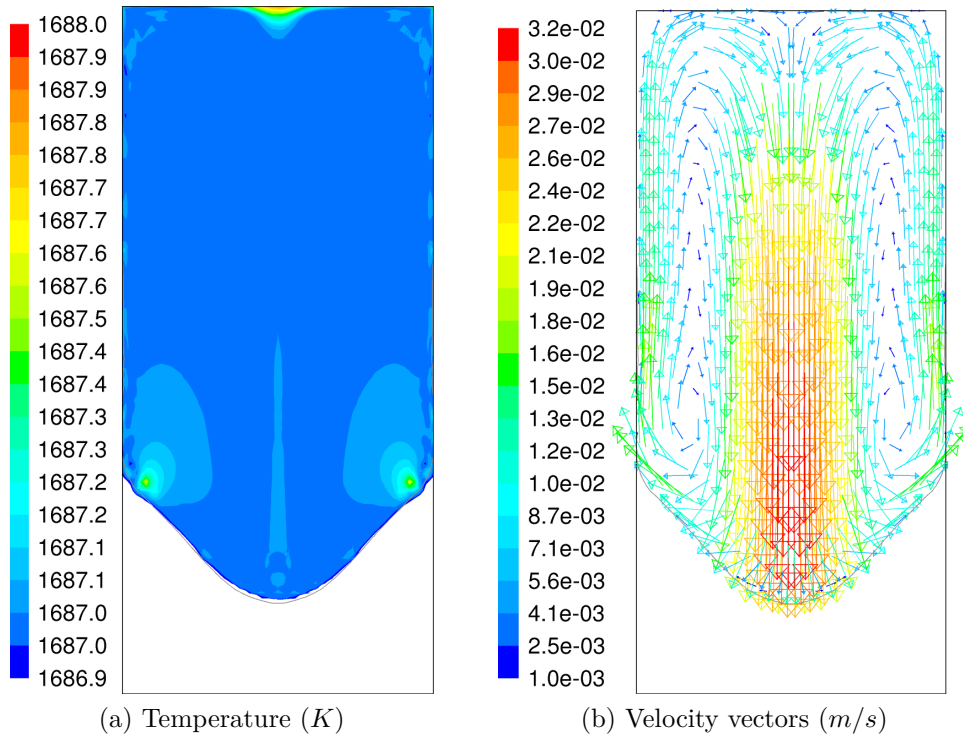 1688.0
1687.9
1687.9
1687.8
1687.8
1687.7
1687.7
1687.6
1687.6
1687.5
1687.4
1687.4
1687.3
1687.3
1687.2
1687.2
1687.1
1687.1
1687.0
1687.0
1686.9
(a) Temperature (K)
3.2e-02
3.0e-02
2.9e-02
2.7e-02
2.6e-02
2.4e-02
2.2e-02
2.1e-02
1.9e-02
1.8e-02
1.6e-02
1.5e-02
1.3e-02
1.2e-02
1.0e-02
8.7e-03
7.1e-03
5.6e-03
4.1e-03
2.5e-03
1.0e-03
(b) Velocity vectors (m/s)